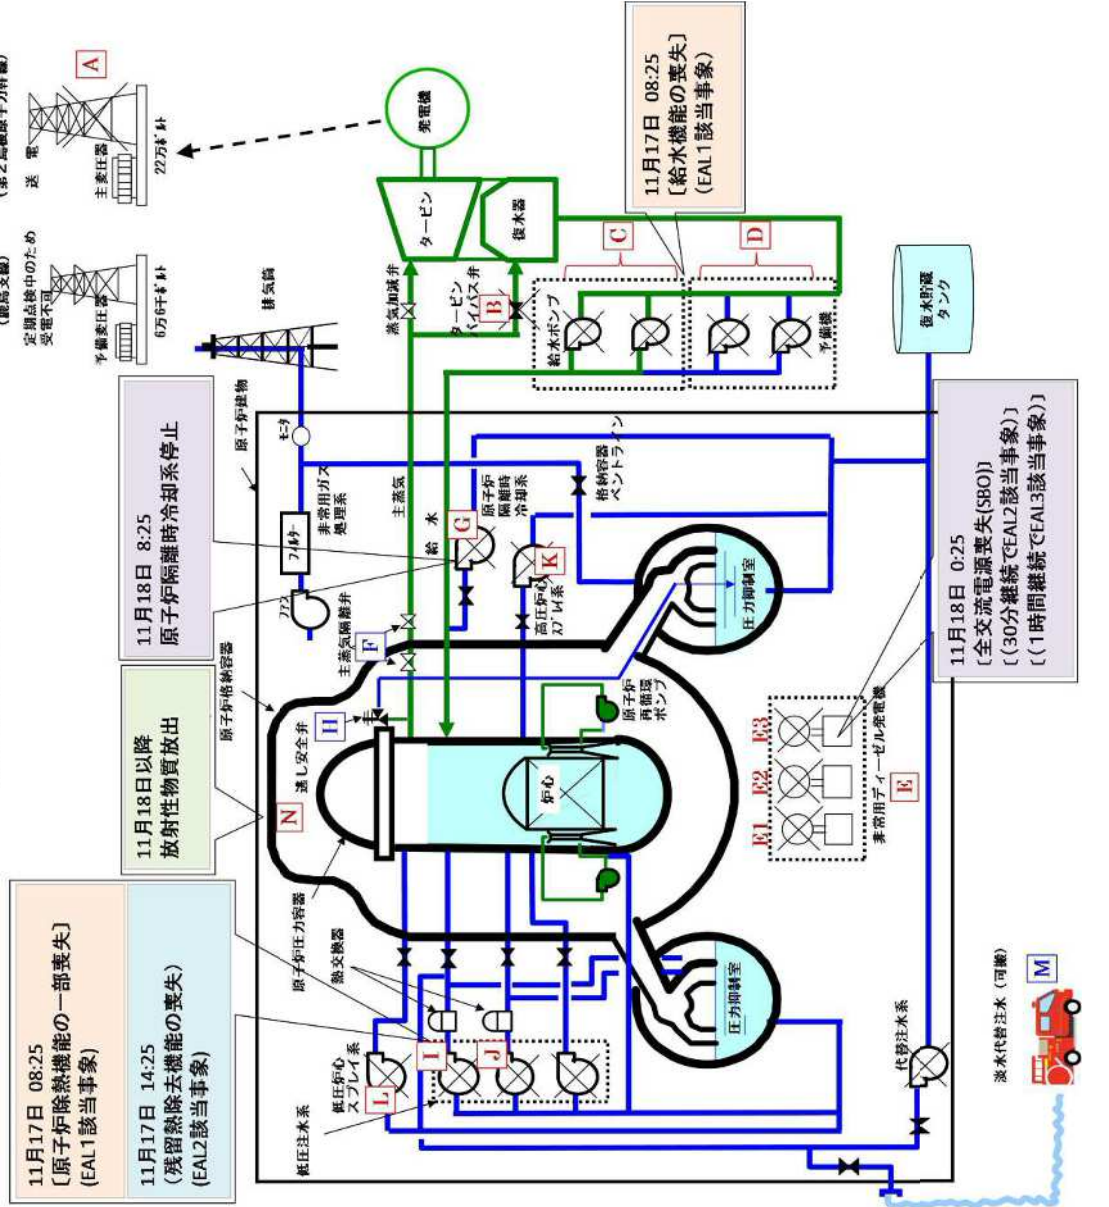 11月17日 08:25
〔原子炉除熱機能の一部喪失〕
(EAL1該当事象)
11月17日 14:25
(残留熱除去機能の喪失)
(EAL2該当事象)
11月18日以降
放射性物質放出
11月18日 8:25
原子炉隔離時冷却系停止
(鹿島支線)
定期点検中のため
受電不可
予備変圧器
6万6千ボルト
送 電
主変圧器
22万ボルト
A
排気筒
原子炉建物
モニタ
フィルター
非常用ガス
処理系
ファン
原子炉格納容器
N
逃し安全弁
H
主蒸気隔離弁
F
主蒸気
給 水
蒸気加減弁
タービン
バイパス弁
B
タービン
発電機
復水器
給水ポンプ
C
D
予備機
11月17日 08:25
〔給水機能の喪失〕
(EAL1該当事象)
G
原子炉
隔離時
冷却系
K
高圧炉心
スプレイ系
格納容器
ベントライン
復水貯蔵
タンク
原子炉圧力容器
熱交換器
低圧炉心
スプレイ系
L
I
J
低圧注水系
炉心
原子炉
再循環
ポンプ
圧力抑制室
圧力抑制室
E1
E2
E3
非常用ディーゼル発電機
E
11月18日 0:25
〔全交流電源喪失(SBO)〕
〔(30分継続でEAL2該当事象)〕
〔(1時間継続でEAL3該当事象)〕
代替注水系
淡水代替注水(可搬)
M